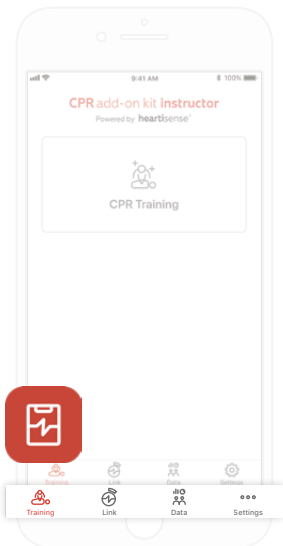 9:41 AM
100%
CPR add-on kit instructor
Powered by heartisense
CPR Training
Training Link Data Settings
Training Link Data Settings